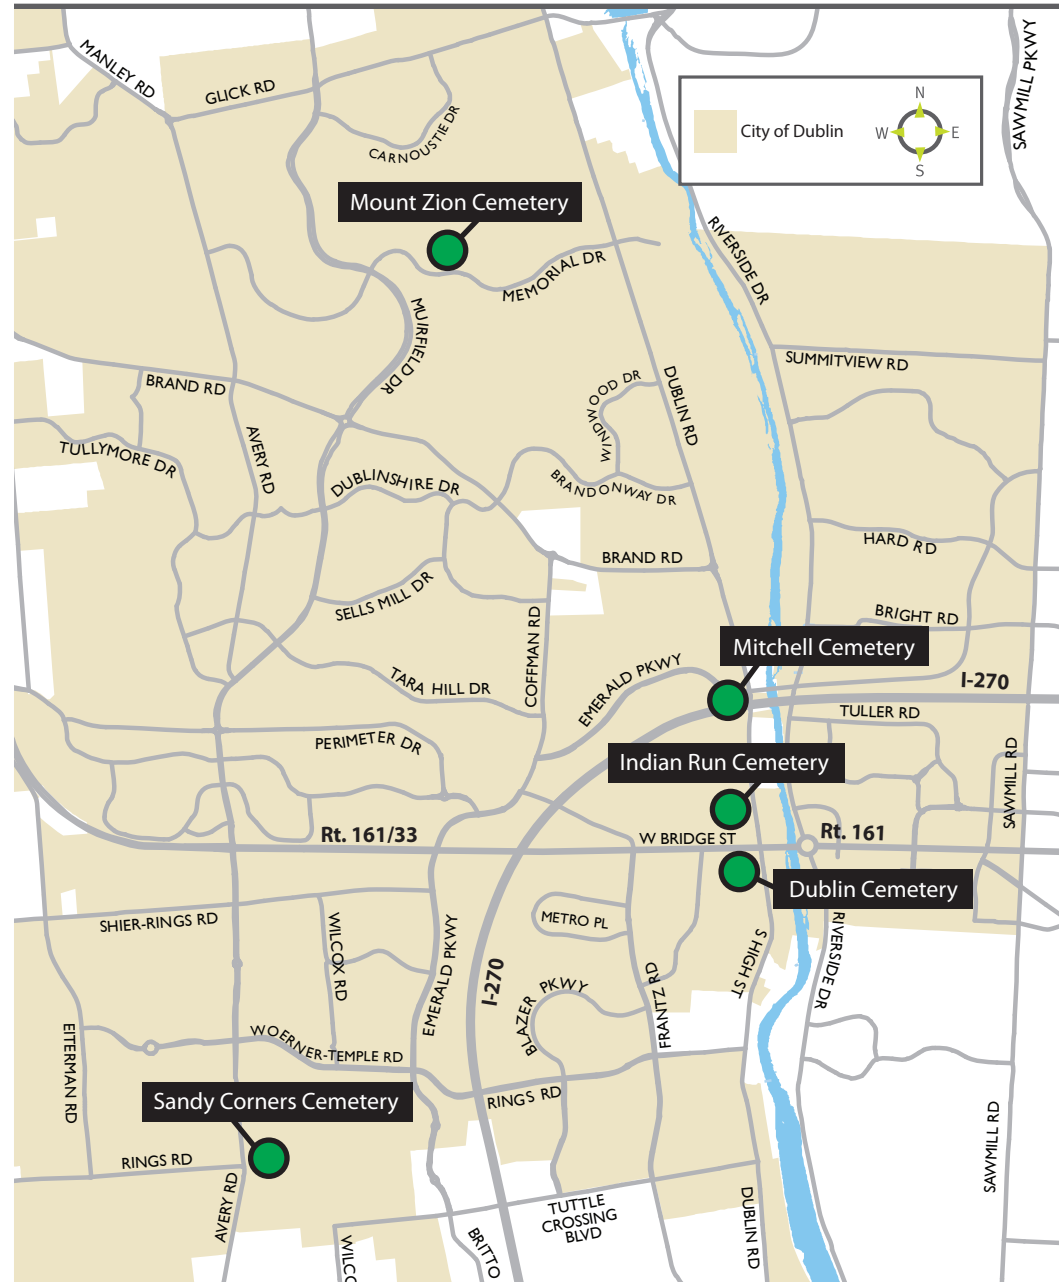 MANLEY RD
GLICK RD
CARNOUSTIE DR
SAWMILL PKWY
City of Dublin
N
W
E
S
Mount Zion Cemetery
RIVERSIDE DR
MEMORIAL DR
MUIRFIELD DR
SUMMITVIEW RD
BRAND RD
WINDWOOD DR
DUBLIN RD
TULLYMORE DR
AVERY RD
DUBLINSHIRE DR
BRANDONWAY DR
HARD RD
BRAND RD
SELLS MILL DR
COFFMAN RD
BRIGHT RD
Mitchell Cemetery
TARA HILL DR
EMERALD PKWY
I-270
TULLER RD
PERIMETER DR
Indian Run Cemetery
SAWMILL RD
Rt. 161/33
W BRIDGE ST
Rt. 161
Dublin Cemetery
SHIER-RINGS RD
WILCOX RD
EMERALD PKWY
METRO PL
S HIGH ST
RIVERSIDE DR
I-270
BLAZER PKWY
FRANTZ RD
EITERMAN RD
WOERNER-TEMPLE RD
Sandy Corners Cemetery
RINGS RD
SAWMILL RD
RINGS RD
AVERY RD
TUTTLE
CROSSING
BLVD
DUBLIN RD
WILCO
BRITTO